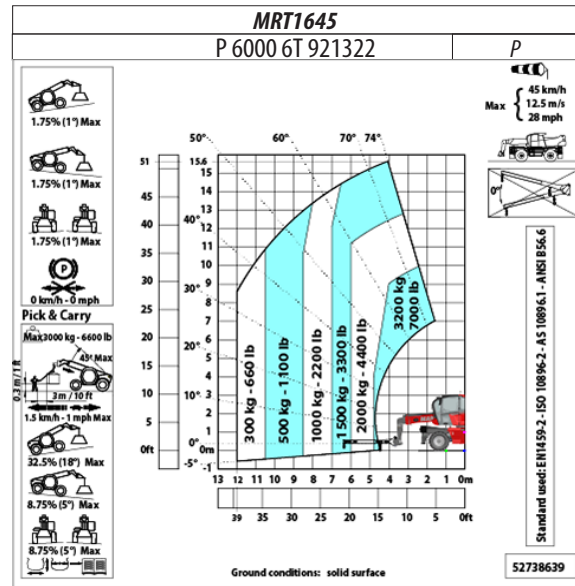 MRT1645
P 6000 6T 921322
P
1.75% (1°) Max
1.75% (1°) Max
1.75% (1°) Max
P
0 km/h - 0 mph
Pick & Carry
Max 3000 kg - 6600 lb
45° Max
0.3 m / 1 ft
3 m / 10 ft
1.5 km/h - 1 mph Max
32.5% (18°) Max
8.75% (5°) Max
8.75% (5°) Max
Max { 45 km/h
12.5 m/s
28 mph
0°
50° 60° 70° 74°
40°
30°
20°
10°
0°
-5°
51
45
40
35
30
25
20
15
10
5
0ft
15.6
15
14
13
12
11
10
9
8
7
6
5
4
3
2
1
0m
-1
300 kg - 660 lb
500 kg - 1100 lb
1000 kg - 2200 lb
1500 kg - 3300 lb
2000 kg - 4400 lb
3200 kg
7000 lb
13 12 11 10 9 8 7 6 5 4 3 2 1 0m
39 35 30 25 20 15 10 5 0ft
Ground conditions: solid surface
Standard used: EN1459-2 - ISO 10896-2 - AS 10896.1 - ANSI B56.6
52738639